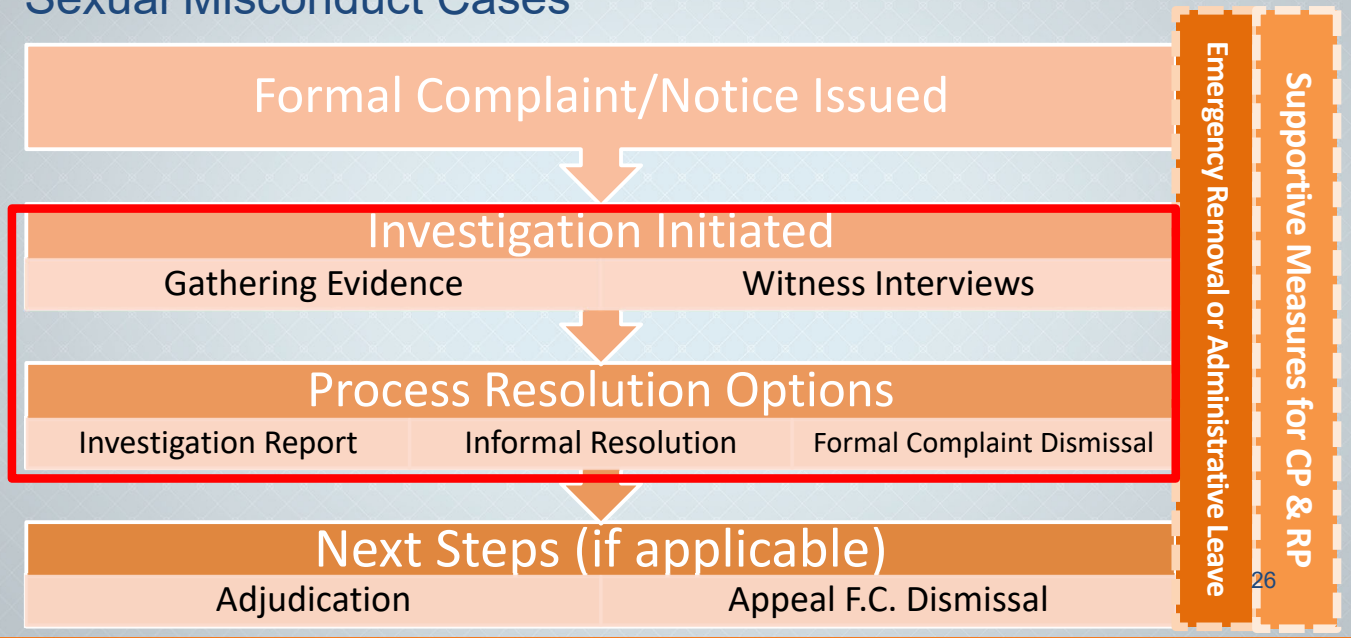 Sexual Misconduct Cases
Formal Complaint/Notice Issued
Investigation Initiated
Gathering Evidence
Witness Interviews
Process Resolution Options
Investigation Report
Informal Resolution
Formal Complaint Dismissal
Next Steps (if applicable)
Adjudication
Appeal F.C. Dismissal
Emergency Removal or Administrative Leave
Supportive Measures for CP & RP
26